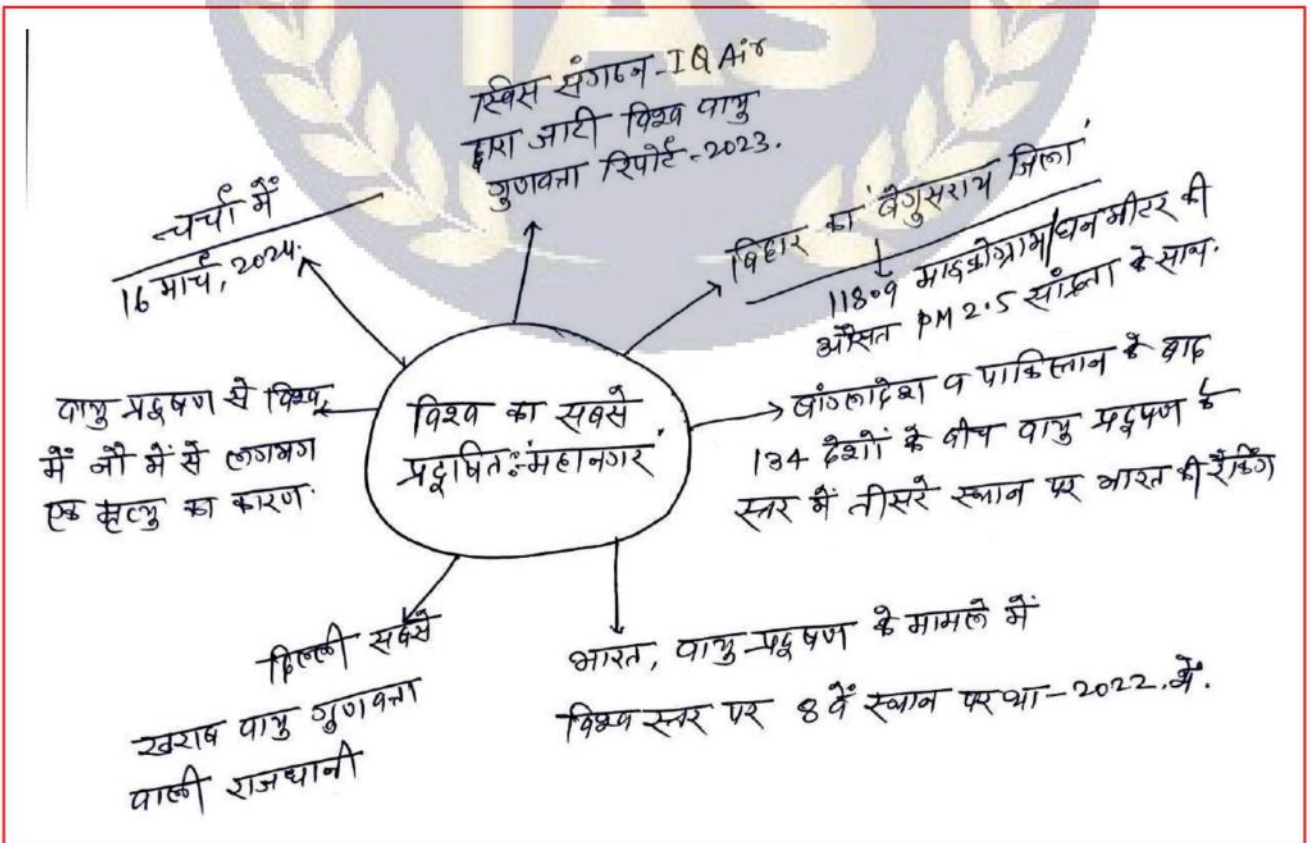 IAS
स्विस संगठन-IQ Air
द्वारा जारी विश्व वायु
गुणवत्ता रिपोर्ट-2023.
चर्चा में
16 मार्च, 2024.
बिहार का बेगुसराय जिला
118.9 माइक्रोग्राम/घन मीटर की
औसत PM 2.5 सांद्रता के साथ.
वायु प्रदूषण से विश्व
में नौ में से लगभग
एक मृत्यु का कारण.
विश्व का सबसे
प्रदूषित महानगर
बांग्लादेश व पाकिस्तान के बाद
134 देशों के बीच वायु प्रदूषण के
स्तर में तीसरे स्थान पर भारत की रैंकिंग
दिल्ली सबसे
खराब वायु गुणवत्ता
वाली राजधानी
भारत, वायु-प्रदूषण के मामले में
विश्व स्तर पर 8वें स्थान पर था-2022. में.